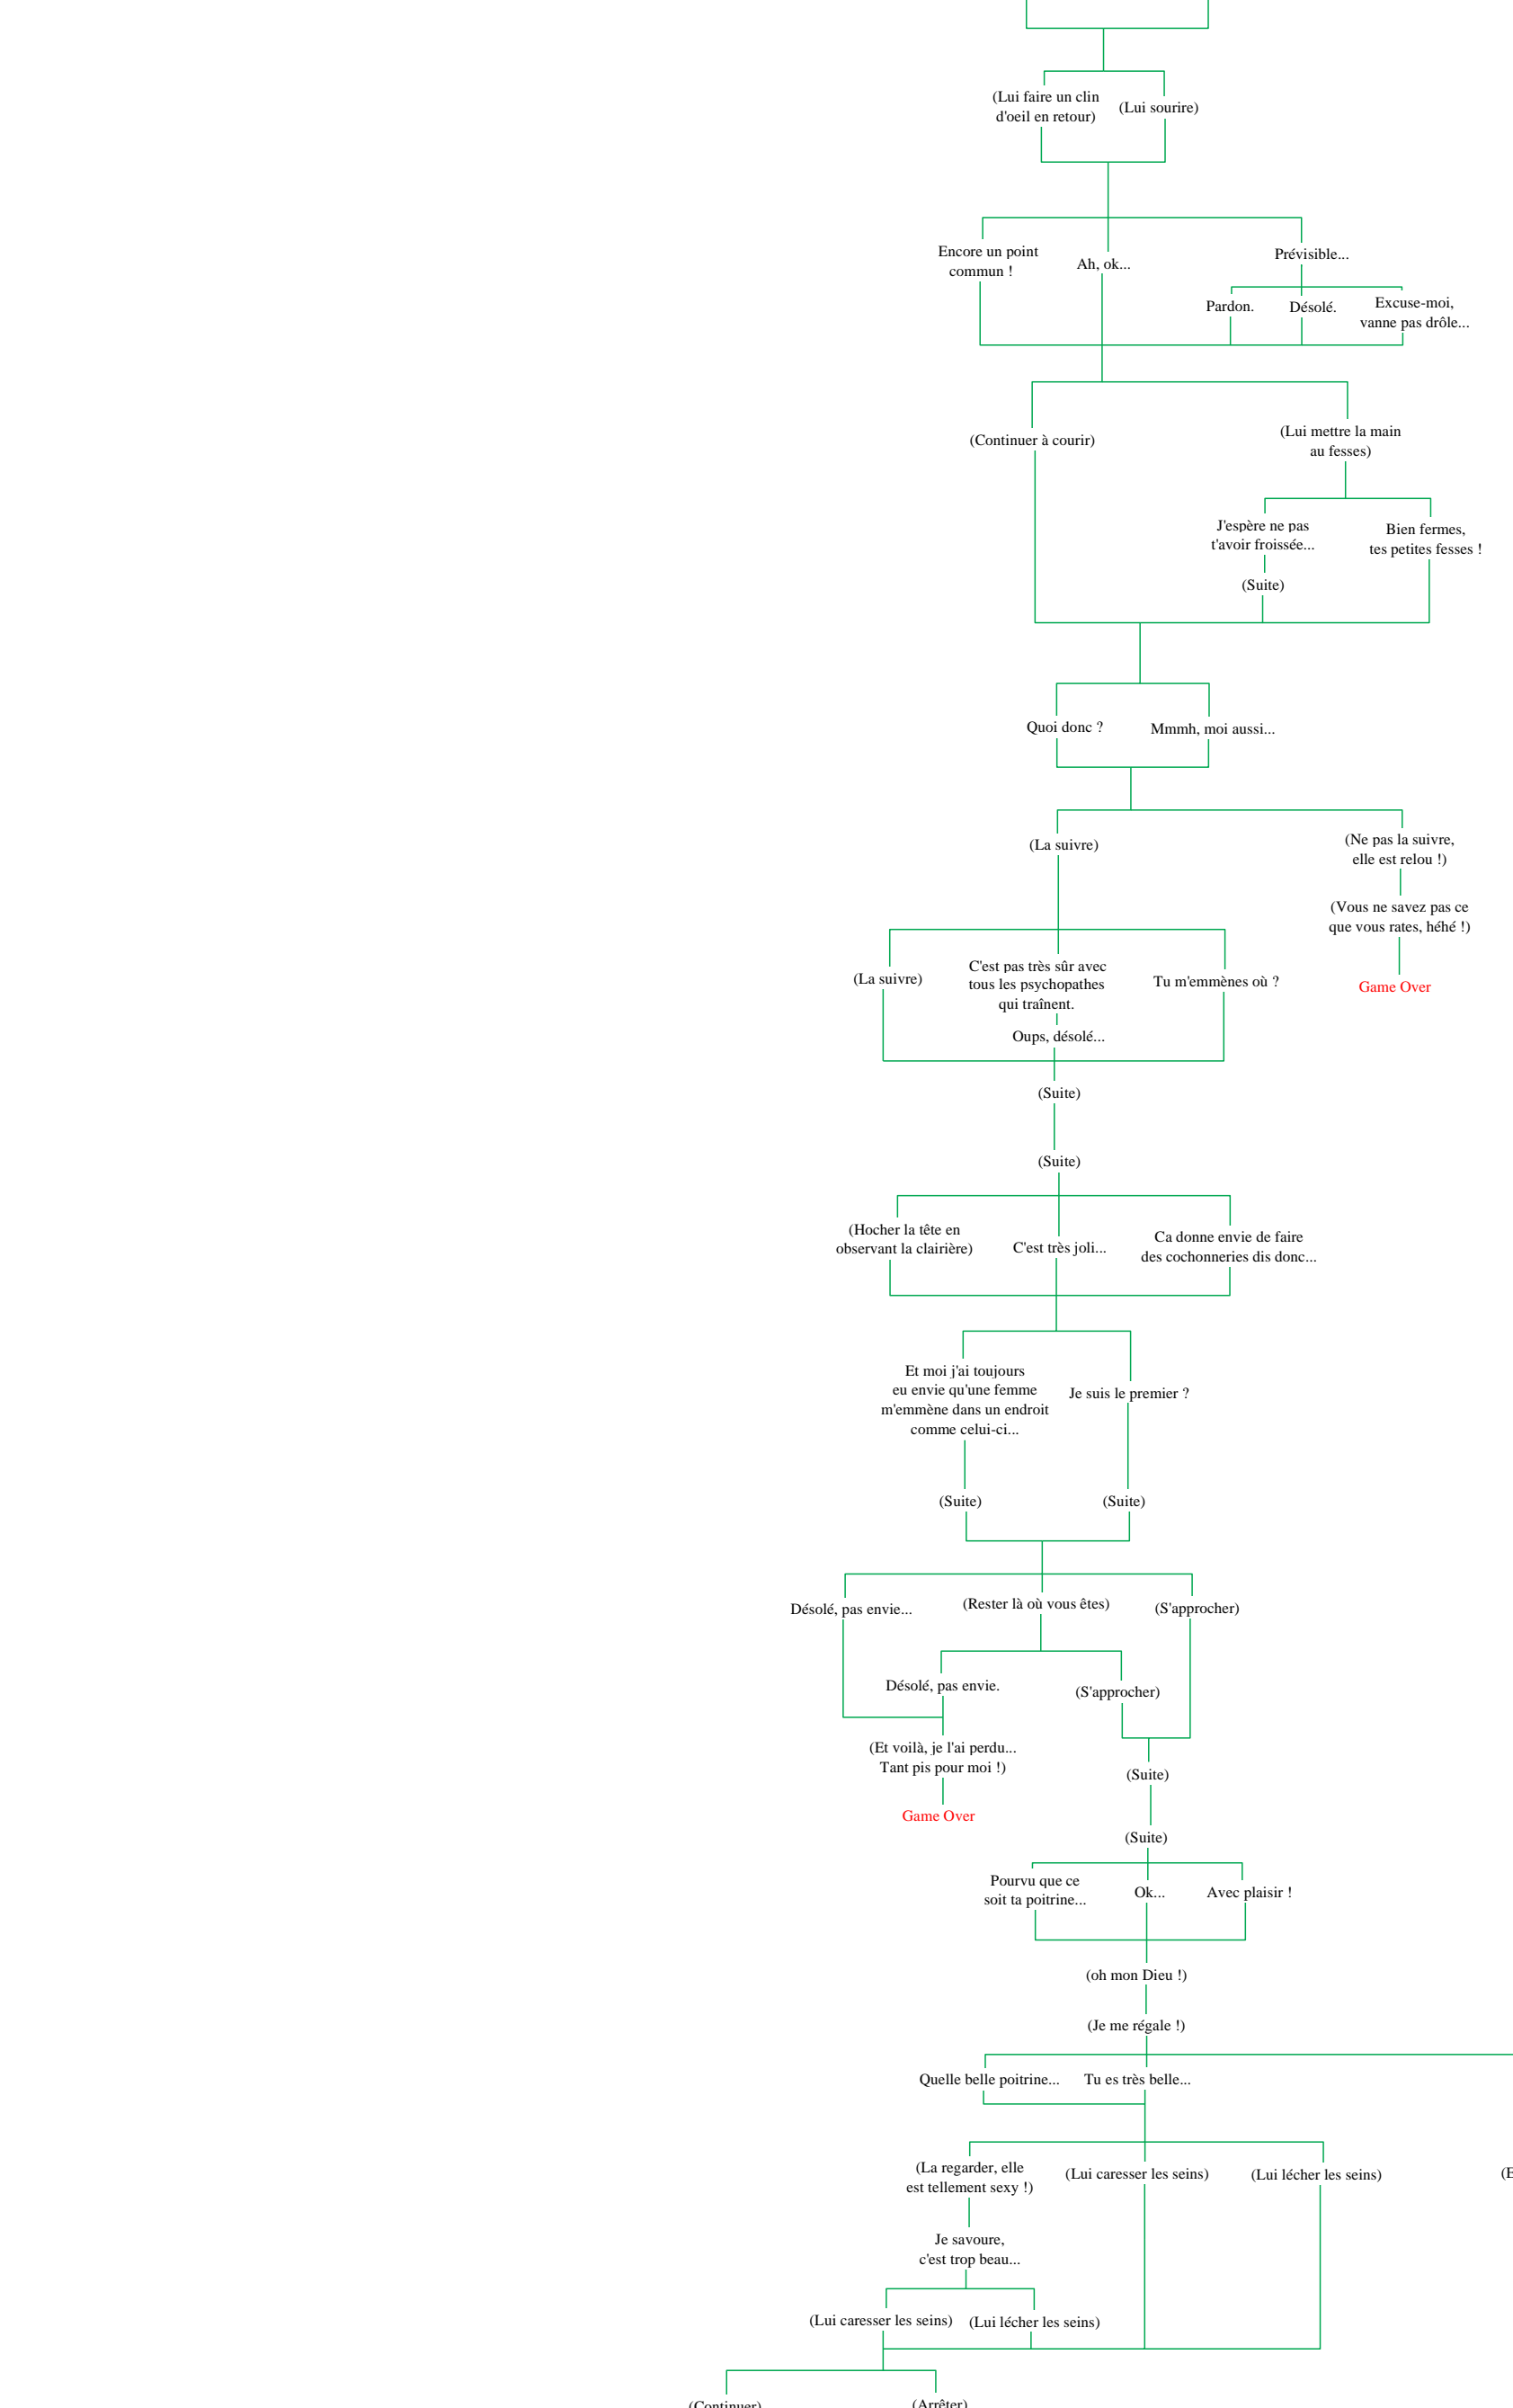 (Lui faire un clin
d'oeil en retour)
(Lui sourire)
Encore un point
commun !
Ah, ok...
Prévisible...
Pardon.
Désolé.
Excuse-moi,
vanne pas drôle...
(Continuer à courir)
(Lui mettre la main
au fesses)
J'espère ne pas
t'avoir froissée...
Bien fermes,
tes petites fesses !
(Suite)
Quoi donc ?
Mmmh, moi aussi...
(La suivre)
(Ne pas la suivre,
elle est relou !)
(Vous ne savez pas ce
que vous rates, héhé !)
Game Over
(La suivre)
C'est pas très sûr avec
tous les psychopathes
qui traînent.
Tu m'emmènes où ?
Oups, désolé...
(Suite)
(Suite)
(Hocher la tête en
observant la clairière)
C'est très joli...
Ca donne envie de faire
des cochonneries dis donc...
Et moi j'ai toujours
eu envie qu'une femme
m'emmène dans un endroit
comme celui-ci...
Je suis le premier ?
(Suite)
(Suite)
Désolé, pas envie...
(Rester là où vous êtes)
(S'approcher)
Désolé, pas envie.
(S'approcher)
(Et voilà, je l'ai perdu...
Tant pis pour moi !)
Game Over
(Suite)
(Suite)
Pourvu que ce
soit ta poitrine...
Ok...
Avec plaisir !
(oh mon Dieu !)
(Je me régale !)
Quelle belle poitrine...
Tu es très belle...
(La regarder, elle
est tellement sexy !)
(Lui caresser les seins)
(Lui lécher les seins)
Je savoure,
c'est trop beau...
(Lui caresser les seins)
(Lui lécher les seins)
(Continuer)
(Arrêter)